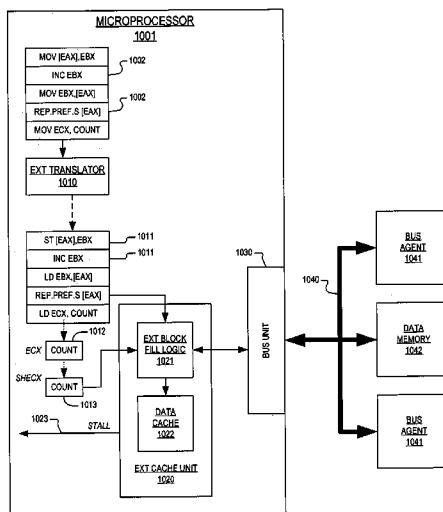 MICROPROCESSOR
1001
MOV [EAX],EBX
INC EBX
MOV EBX,[EAX]
REP.PREF.S [EAX]
MOV ECX, COUNT
1002
1002
EXT TRANSLATOR
1010
ST [EAX],EBX
INC EBX
LD EBX,[EAX]
REP.PREF.S [EAX]
LD ECX, COUNT
1011
1011
ECX
COUNT
1012
SHECX
COUNT
1013
EXT BLOCK
FILL LOGIC
1021
DATA
CACHE
1022
EXT CACHE UNIT
1020
STALL
1023
BUS UNIT
1030
1040
BUS
AGENT
1041
DATA
MEMORY
1042
BUS
AGENT
1041